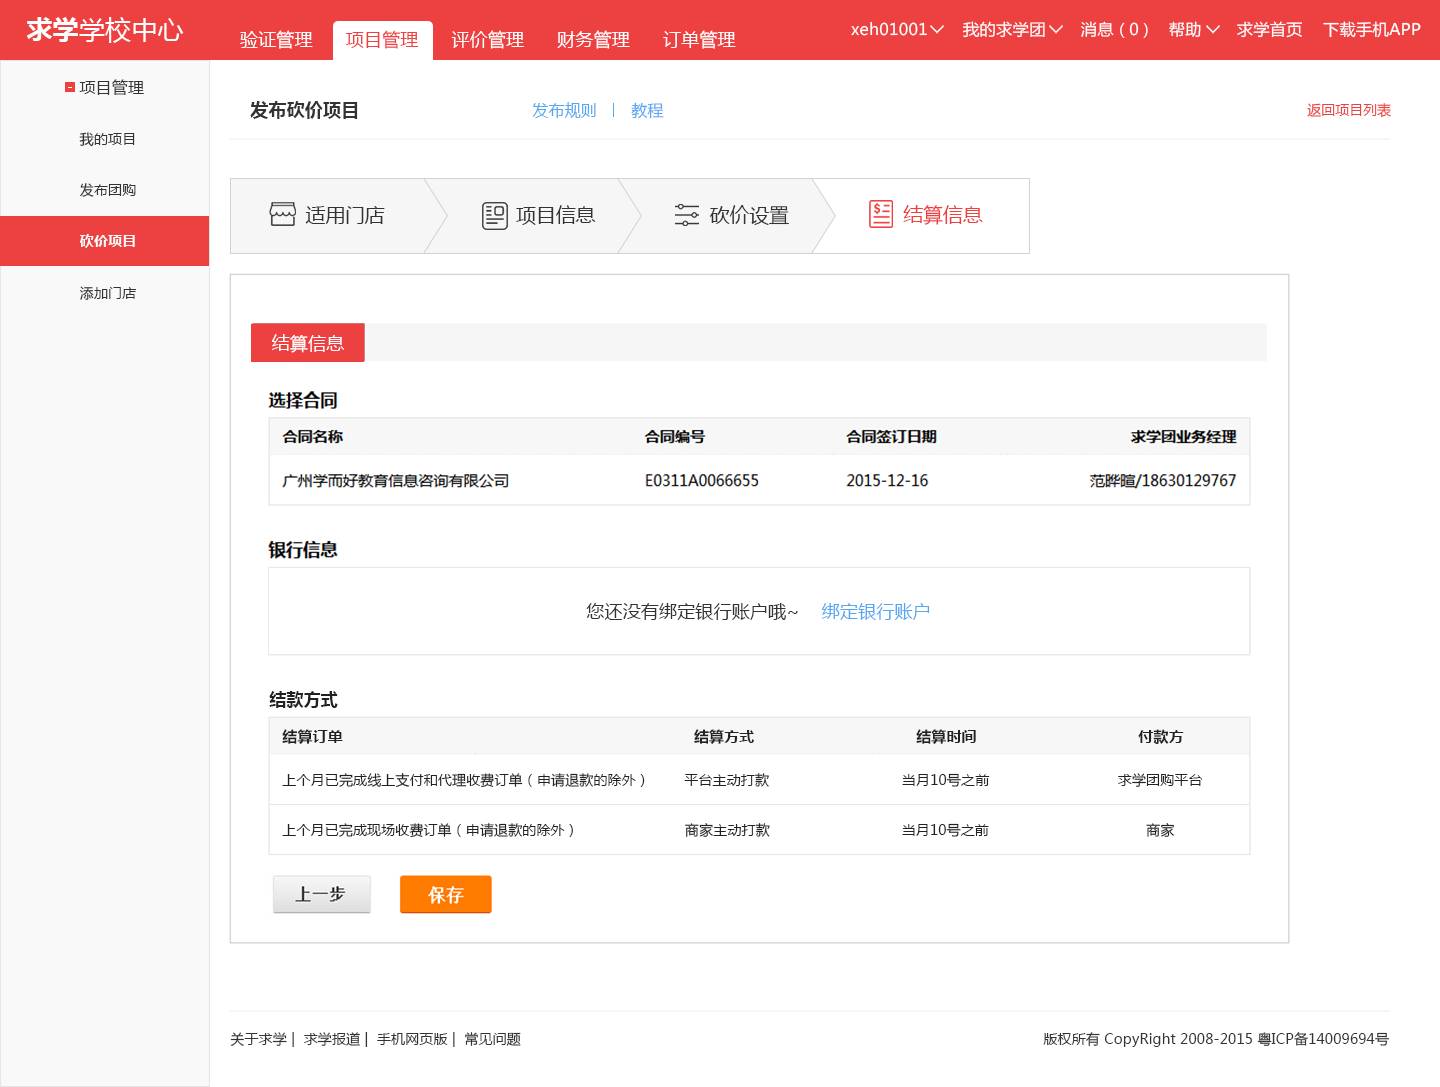 求学学校中心
验证管理 项目管理 评价管理 财务管理 订单管理
xeh01001 我的求学团 消息（0） 帮助 求学首页 下载手机APP
项目管理
我的项目
发布团购
砍价项目
添加门店
发布砍价项目 发布规则 | 教程 返回项目列表
适用门店 项目信息 砍价设置 结算信息
结算信息
选择合同
合同名称 合同编号 合同签订日期 求学团业务经理
广州学而好教育信息咨询有限公司 E0311A0066655 2015-12-16 范晔暄/18630129767
银行信息
您还没有绑定银行账户哦~ 绑定银行账户
结款方式
结算订单 结算方式 结算时间 付款方
上个月已完成线上支付和代理收费订单（申请退款的除外） 平台主动打款 当月10号之前 求学团购平台
上个月已完成现场收费订单（申请退款的除外） 商家主动打款 当月10号之前 商家
上一步 保存
关于求学 | 求学报道 | 手机网页版 | 常见问题
版权所有 CopyRight 2008-2015 粤ICP备14009694号